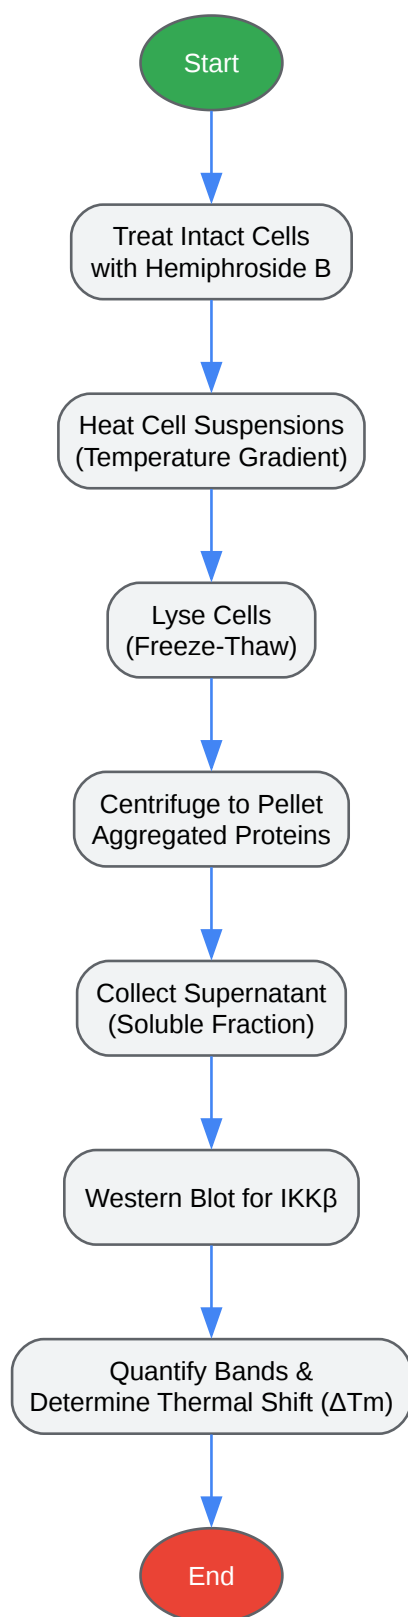 Start
Treat Intact Cells
with Hemiphroside B
Heat Cell Suspensions
(Temperature Gradient)
Lyse Cells
(Freeze-Thaw)
Centrifuge to Pellet
Aggregated Proteins
Collect Supernatant
(Soluble Fraction)
Western Blot for IKKβ
Quantify Bands &
Determine Thermal Shift (ΔTm)
End